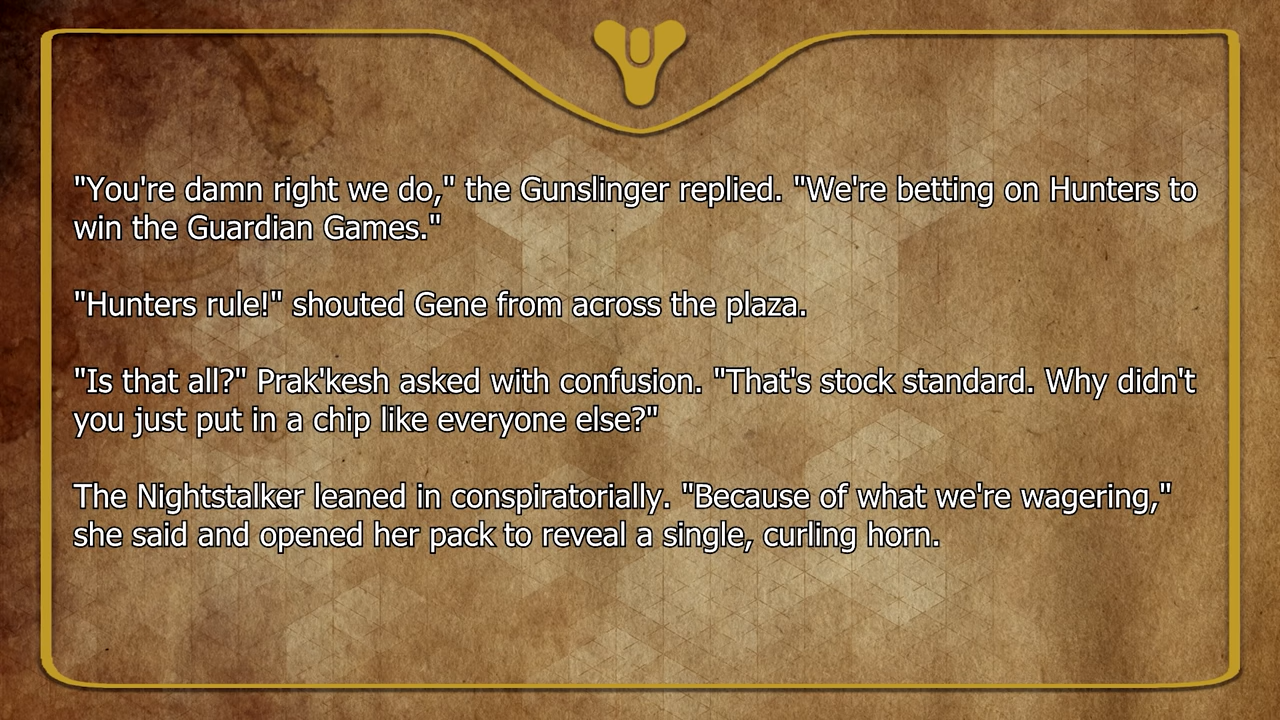 "You're damn right we do," the Gunslinger replied. "We're betting on Hunters to
win the Guardian Games."
"Hunters rule!" shouted Gene from across the plaza.
"Is that all?" Prak'kesh asked with confusion. "That's stock standard. Why didn't
you just put in a chip like everyone else?"
The Nightstalker leaned in conspiratorially. "Because of what we're wagering,"
she said and opened her pack to reveal a single, curling horn.